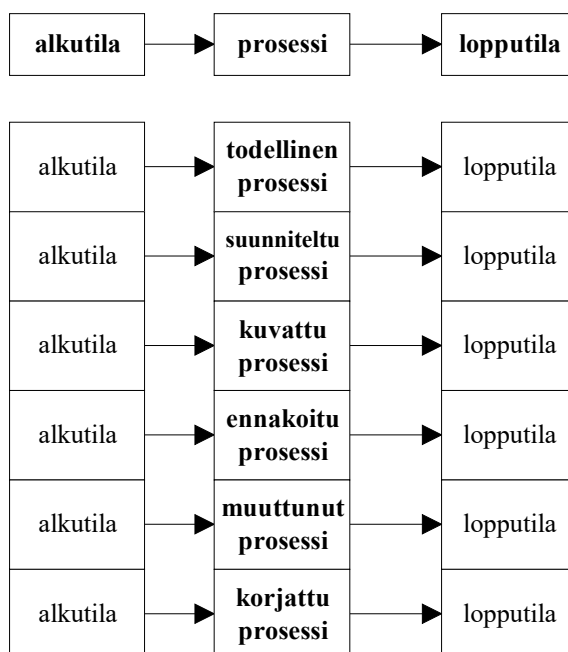 alkutila prosessi lopputila
alkutila todellinen prosessi lopputila
alkutila suunniteltu prosessi lopputila
alkutila kuvattu prosessi lopputila
alkutila ennakoitu prosessi lopputila
alkutila muuttunut prosessi lopputila
alkutila korjattu prosessi lopputila